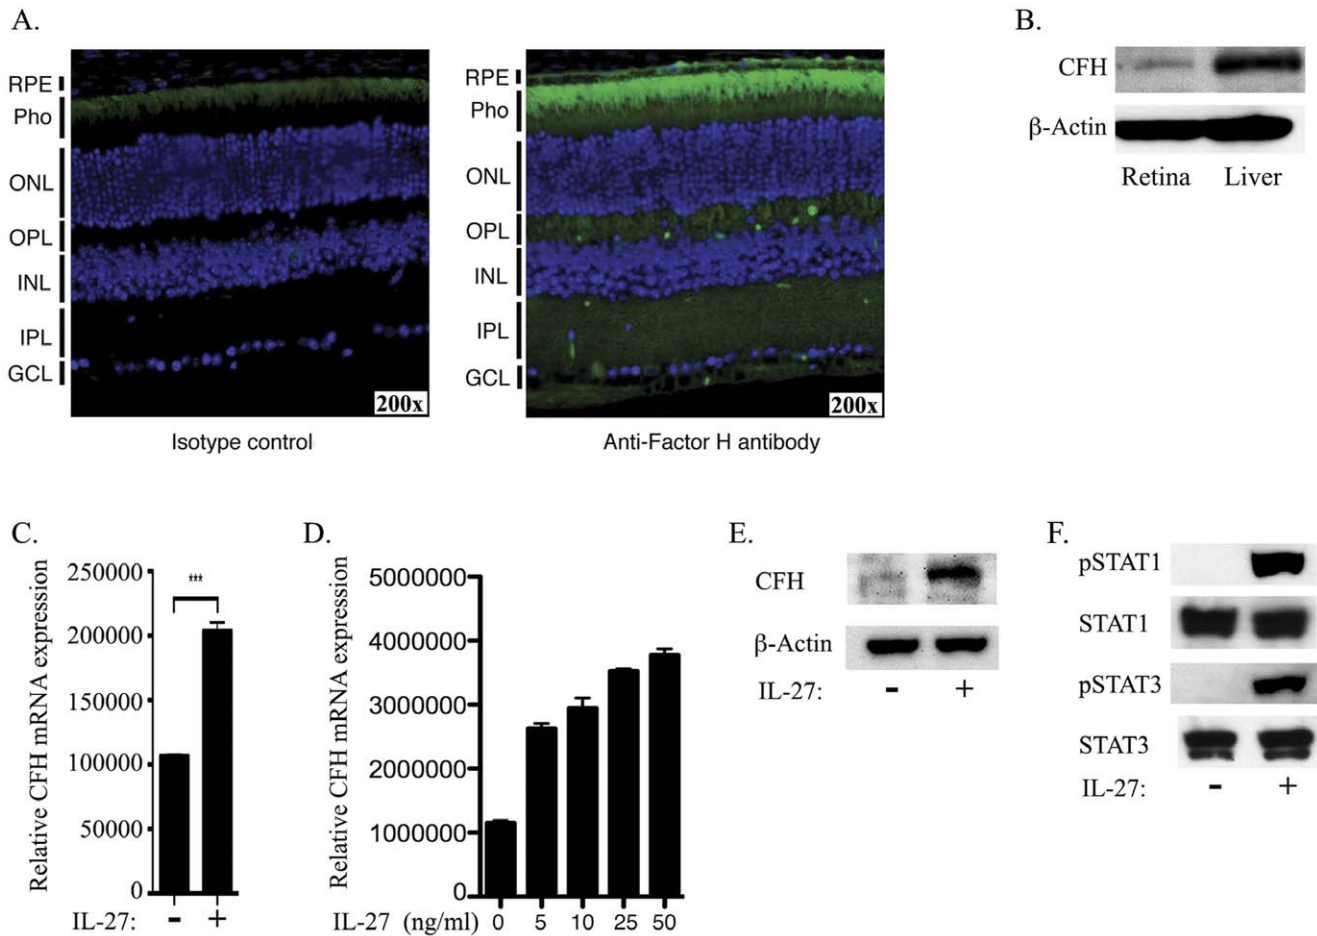 A.
RPE
Pho
ONL
OPL
INL
IPL
GCL
200x
Isotype control
RPE
Pho
ONL
OPL
INL
IPL
GCL
200x
Anti-Factor H antibody
B.
CFH
β-Actin
Retina Liver
C.
Relative CFH mRNA expression
250000
200000
150000
100000
50000
0
***
IL-27: - +
D.
Relative CFH mRNA expression
5000000
4000000
3000000
2000000
1000000
0
IL-27 (ng/ml) 0 5 10 25 50
E.
CFH
β-Actin
IL-27: - +
F.
pSTAT1
STAT1
pSTAT3
STAT3
IL-27: - +